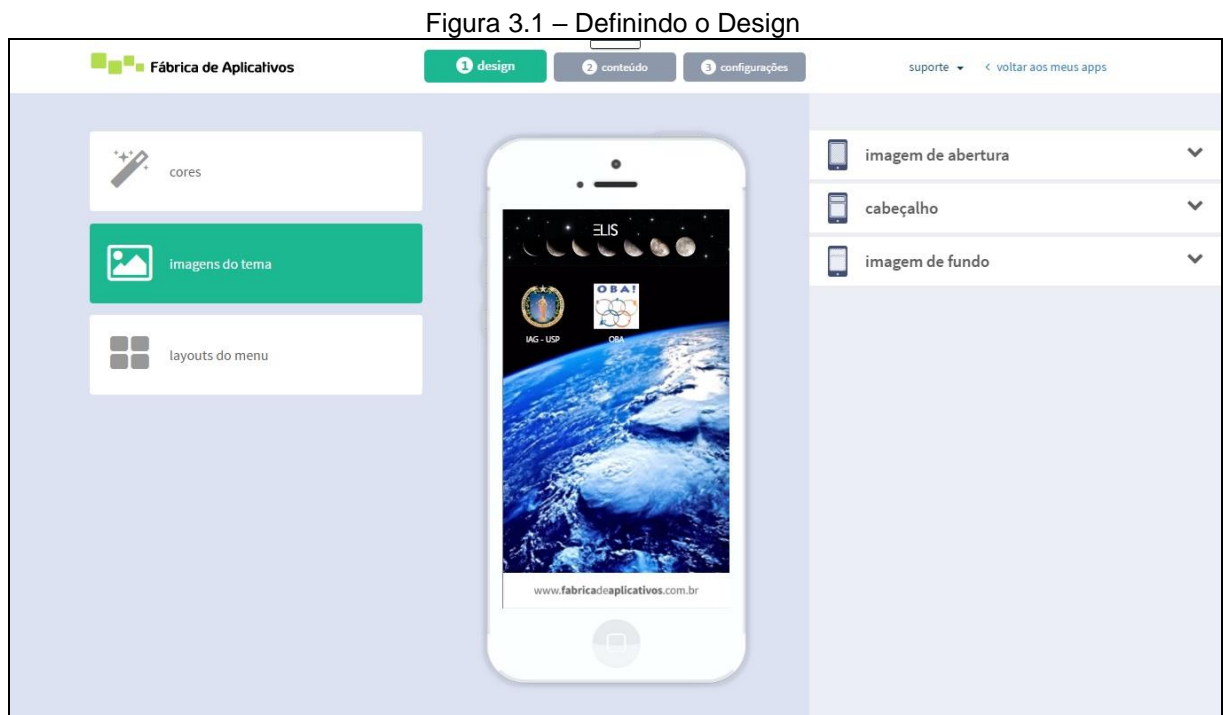 Figura 3.1 – Definindo o Design
Fábrica de Aplicativos
1 design
2 conteúdo
3 configurações
suporte
< voltar aos meus apps
cores
imagens do tema
layouts do menu
ELIS
OBA!
IAG - USP
OBA
www.fabricadeaplicativos.com.br
imagem de abertura
cabeçalho
imagem de fundo